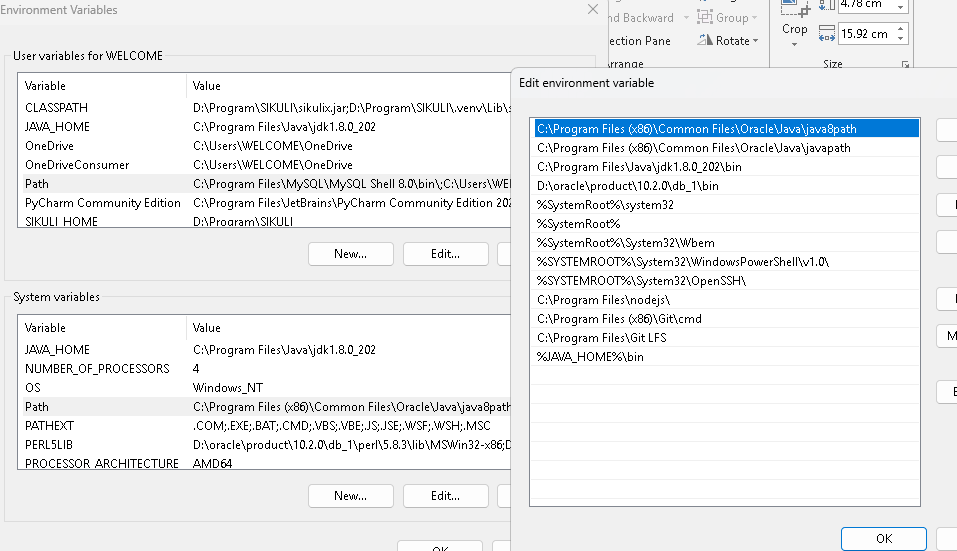 Environment Variables
nd Backward
Group
ection Pane
Rotate
Arrange
Crop
4.78 cm
15.92 cm
Size
User variables for WELCOME
Variable Value
CLASSPATH D:\Program\SIKULI\sikulix.jar;D:\Program\SIKULI\.venv\Lib\s
JAVA_HOME C:\Program Files\Java\jdk1.8.0_202
OneDrive C:\Users\WELCOME\OneDrive
OneDriveConsumer C:\Users\WELCOME\OneDrive
Path C:\Program Files\MySQL\MySQL Shell 8.0\bin\;C:\Users\WEL
PyCharm Community Edition C:\Program Files\JetBrains\PyCharm Community Edition 202
SIKULI_HOME D:\Program\SIKULI
New... Edit...
System variables
Variable Value
JAVA_HOME C:\Program Files\Java\jdk1.8.0_202
NUMBER_OF_PROCESSORS 4
OS Windows_NT
Path C:\Program Files (x86)\Common Files\Oracle\Java\java8path
PATHEXT .COM;.EXE;.BAT;.CMD;.VBS;.VBE;.JS;.JSE;.WSF;.WSH;.MSC
PERL5LIB D:\oracle\product\10.2.0\db_1\perl\5.8.3\lib\MSWin32-x86;D
PROCESSOR_ARCHITECTURE AMD64
New... Edit...
OK
Edit environment variable
C:\Program Files (x86)\Common Files\Oracle\Java\java8path
C:\Program Files (x86)\Common Files\Oracle\Java\javapath
C:\Program Files\Java\jdk1.8.0_202\bin
D:\oracle\product\10.2.0\db_1\bin
%SystemRoot%\system32
%SystemRoot%
%SystemRoot%\System32\Wbem
%SYSTEMROOT%\System32\WindowsPowerShell\v1.0\
%SYSTEMROOT%\System32\OpenSSH\
C:\Program Files\nodejs\
C:\Program Files (x86)\Git\cmd
C:\Program Files\Git LFS
%JAVA_HOME%\bin
M
OK